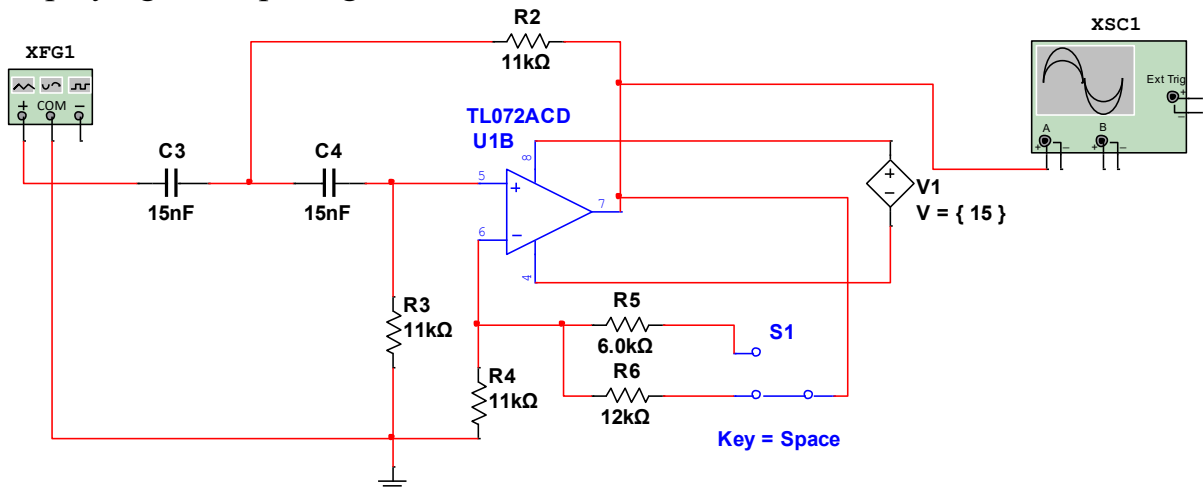 R2
11kΩ
XFG1
+ COM −
XSC1
Ext Trig
+
−
A
B
+ −
+ −
TL072ACD
U1B
C3
15nF
C4
15nF
8
5
+
6
−
7
4
+
−
V1
V = { 15 }
R3
11kΩ
R5
6.0kΩ
S1
R4
11kΩ
R6
12kΩ
Key = Space